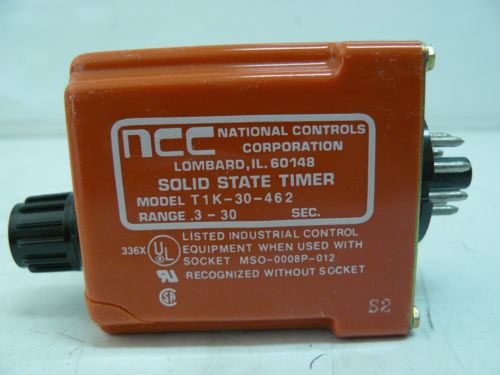 ncc NATIONAL CONTROLS
CORPORATION
LOMBARD, IL. 60148
SOLID STATE TIMER
MODEL T1K-30-462
RANGE .3 - 30 SEC.
336X UL LISTED INDUSTRIAL CONTROL
EQUIPMENT WHEN USED WITH
SOCKET MSO-0008P-012
RECOGNIZED WITHOUT SOCKET
S2